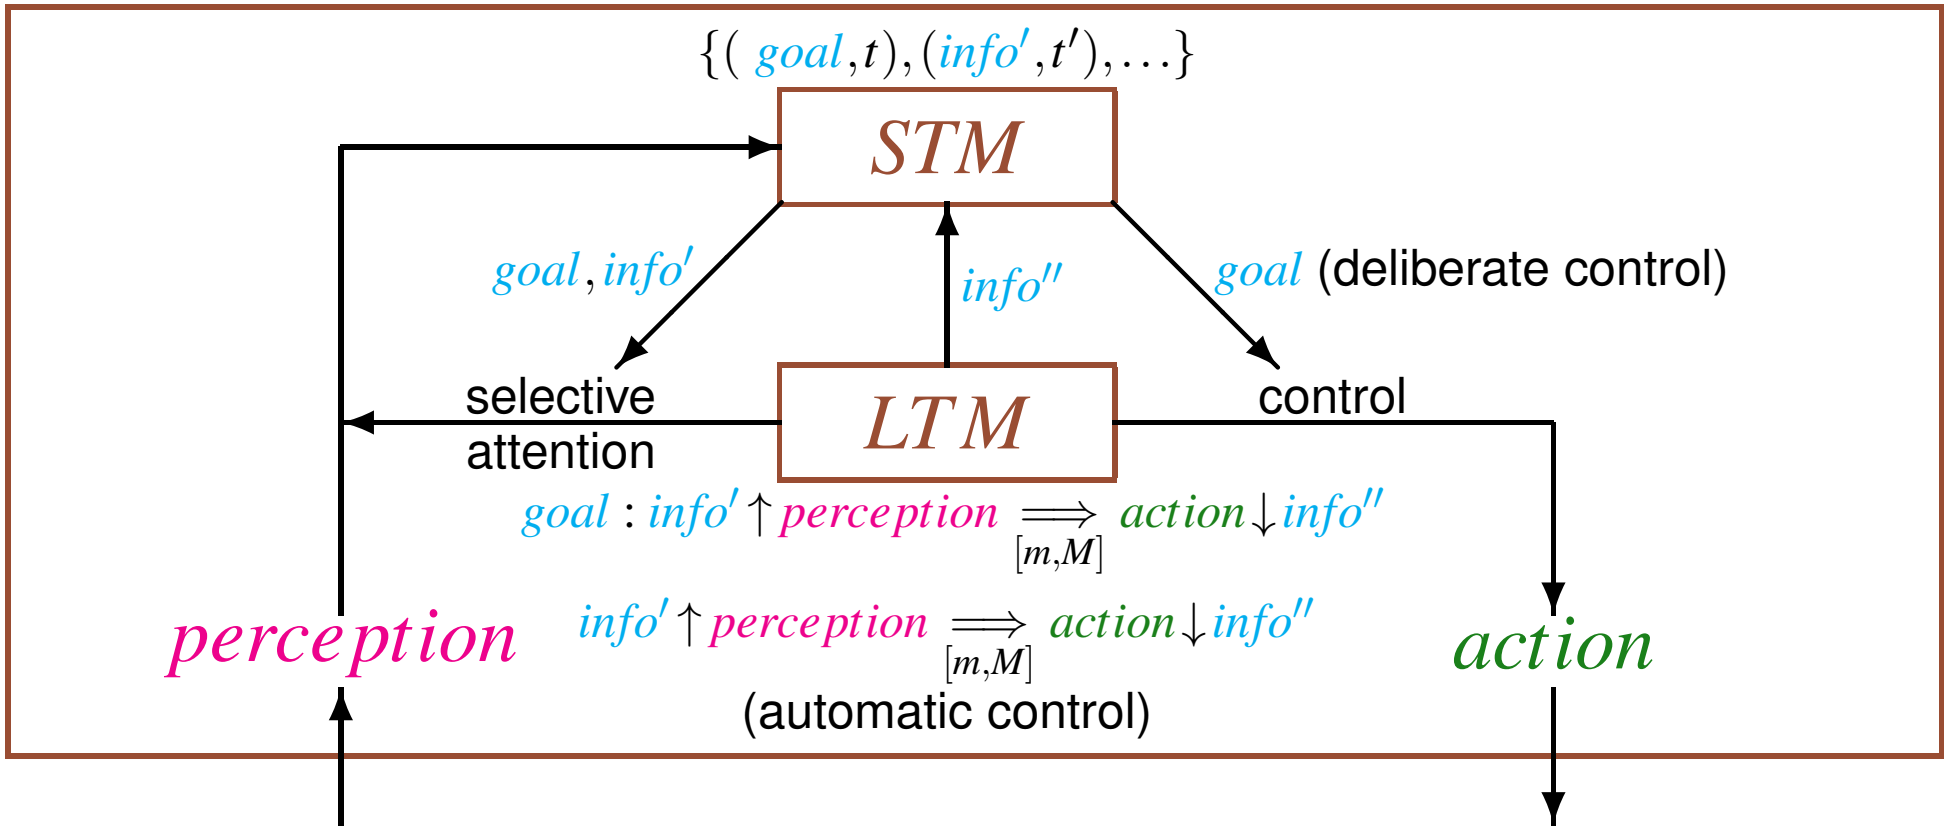 {( goal,t),(info′,t′),...}
STM
goal,info′
info′′
goal (deliberate control)
selective
attention
LTM
control
goal : info′ ↑ perception ⟹ action ↓ info′′
[m,M]
perception
info′ ↑ perception ⟹ action ↓ info′′
[m,M]
action
(automatic control)